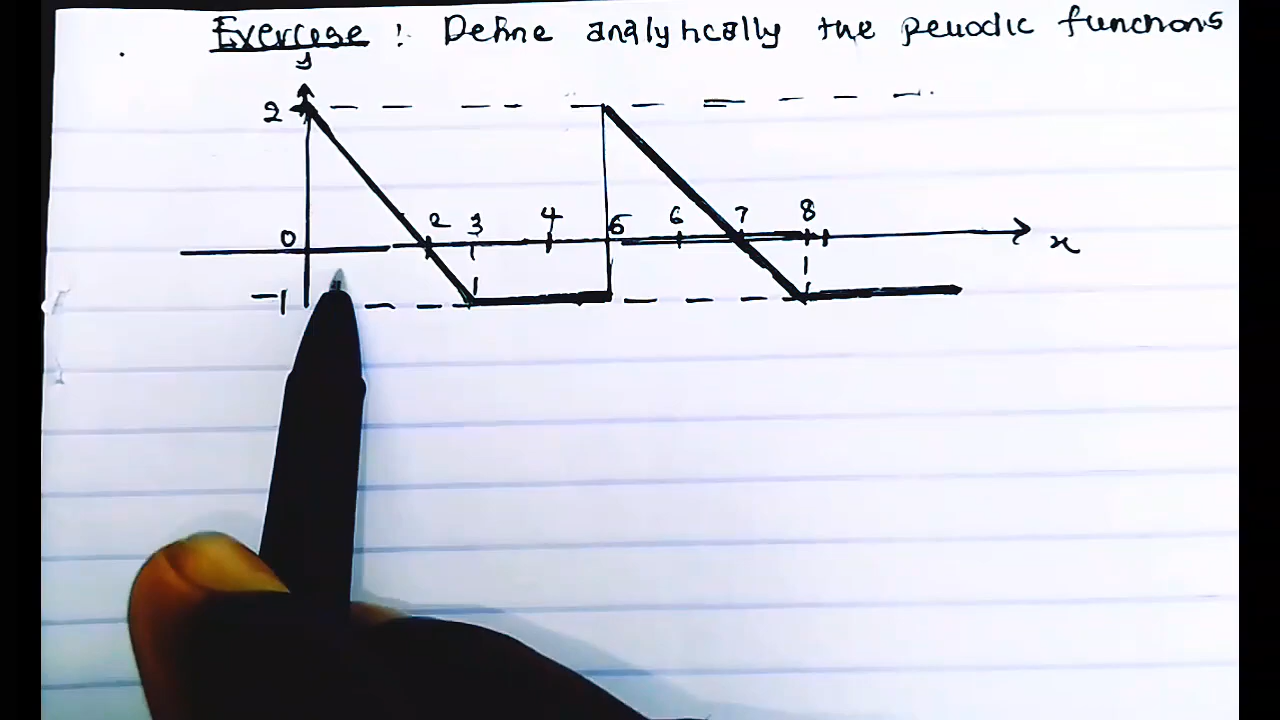 Exercise : Define analytically the periodic functions
y
2
0 2 3 4 5 6 7 8
x
-1